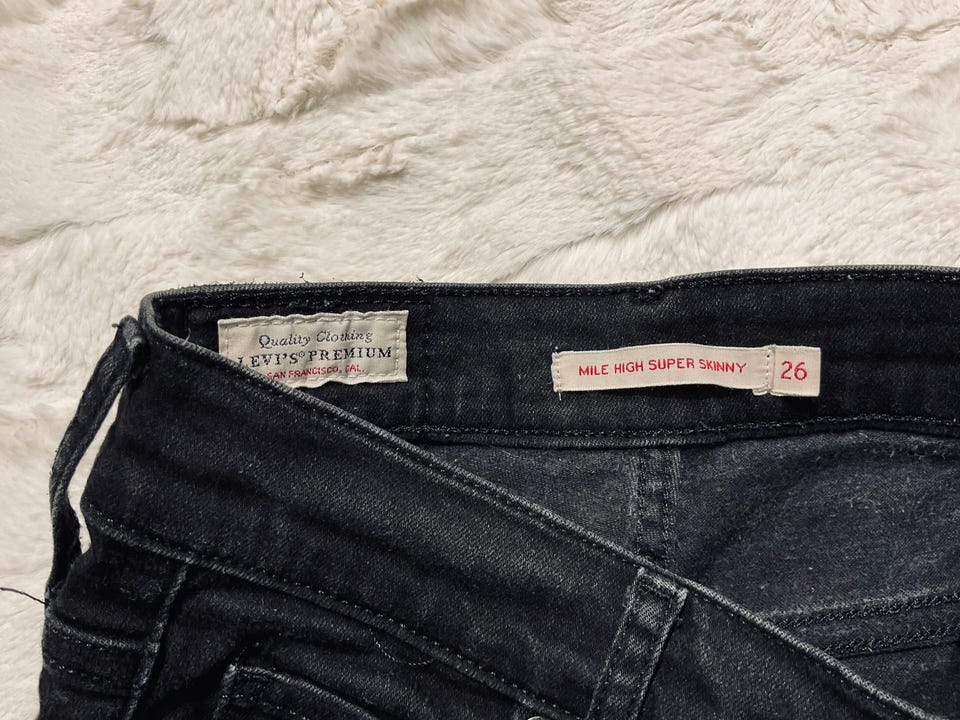 Quality Clothing
LEVI'S® PREMIUM
SAN FRANCISCO, CAL.
MILE HIGH SUPER SKINNY
26